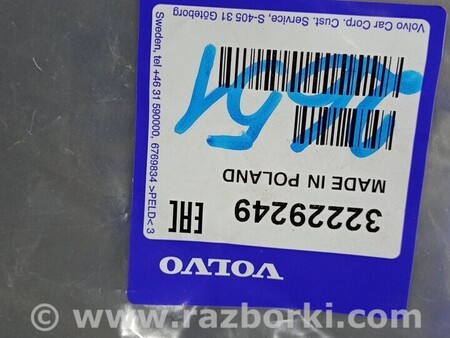 VOLVO
32229249
EAC
MADE IN POLAND
Volvo Car Corp. Cust. Service, S-405 31 Göteborg
Sweden, tel +46 31 590000, 6769834 >PELD< 3
© www.razborki.com/